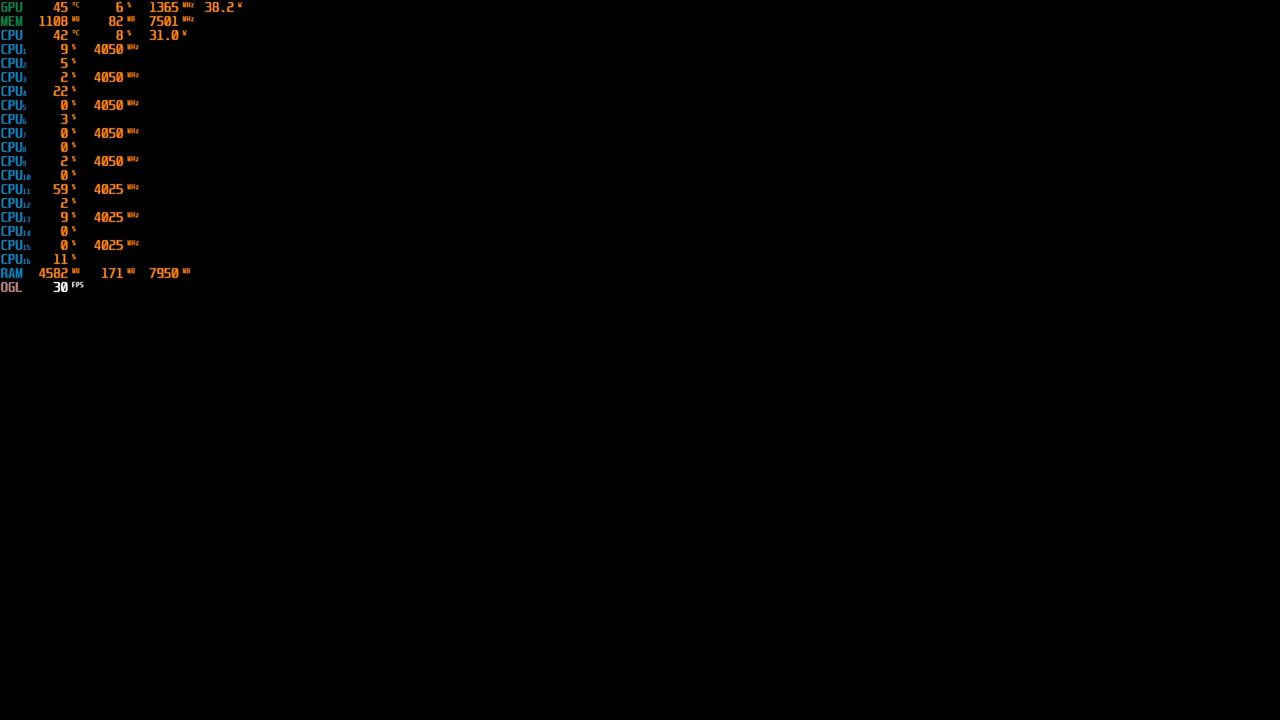 GPU 45 °C 6 % 1365 MHz 38.2 W
MEM 1108 MB 82 MB 7501 MHz
CPU 42 °C 8 % 31.0 W
CPU1 9 % 4050 MHz
CPU2 5 %
CPU3 2 % 4050 MHz
CPU4 22 %
CPU5 0 % 4050 MHz
CPU6 3 %
CPU7 0 % 4050 MHz
CPU8 0 %
CPU9 2 % 4050 MHz
CPU10 0 %
CPU11 59 % 4025 MHz
CPU12 2 %
CPU13 9 % 4025 MHz
CPU14 0 %
CPU15 0 % 4025 MHz
CPU16 11 %
RAM 4582 MB 171 MB 7950 MB
OGL 30 FPS